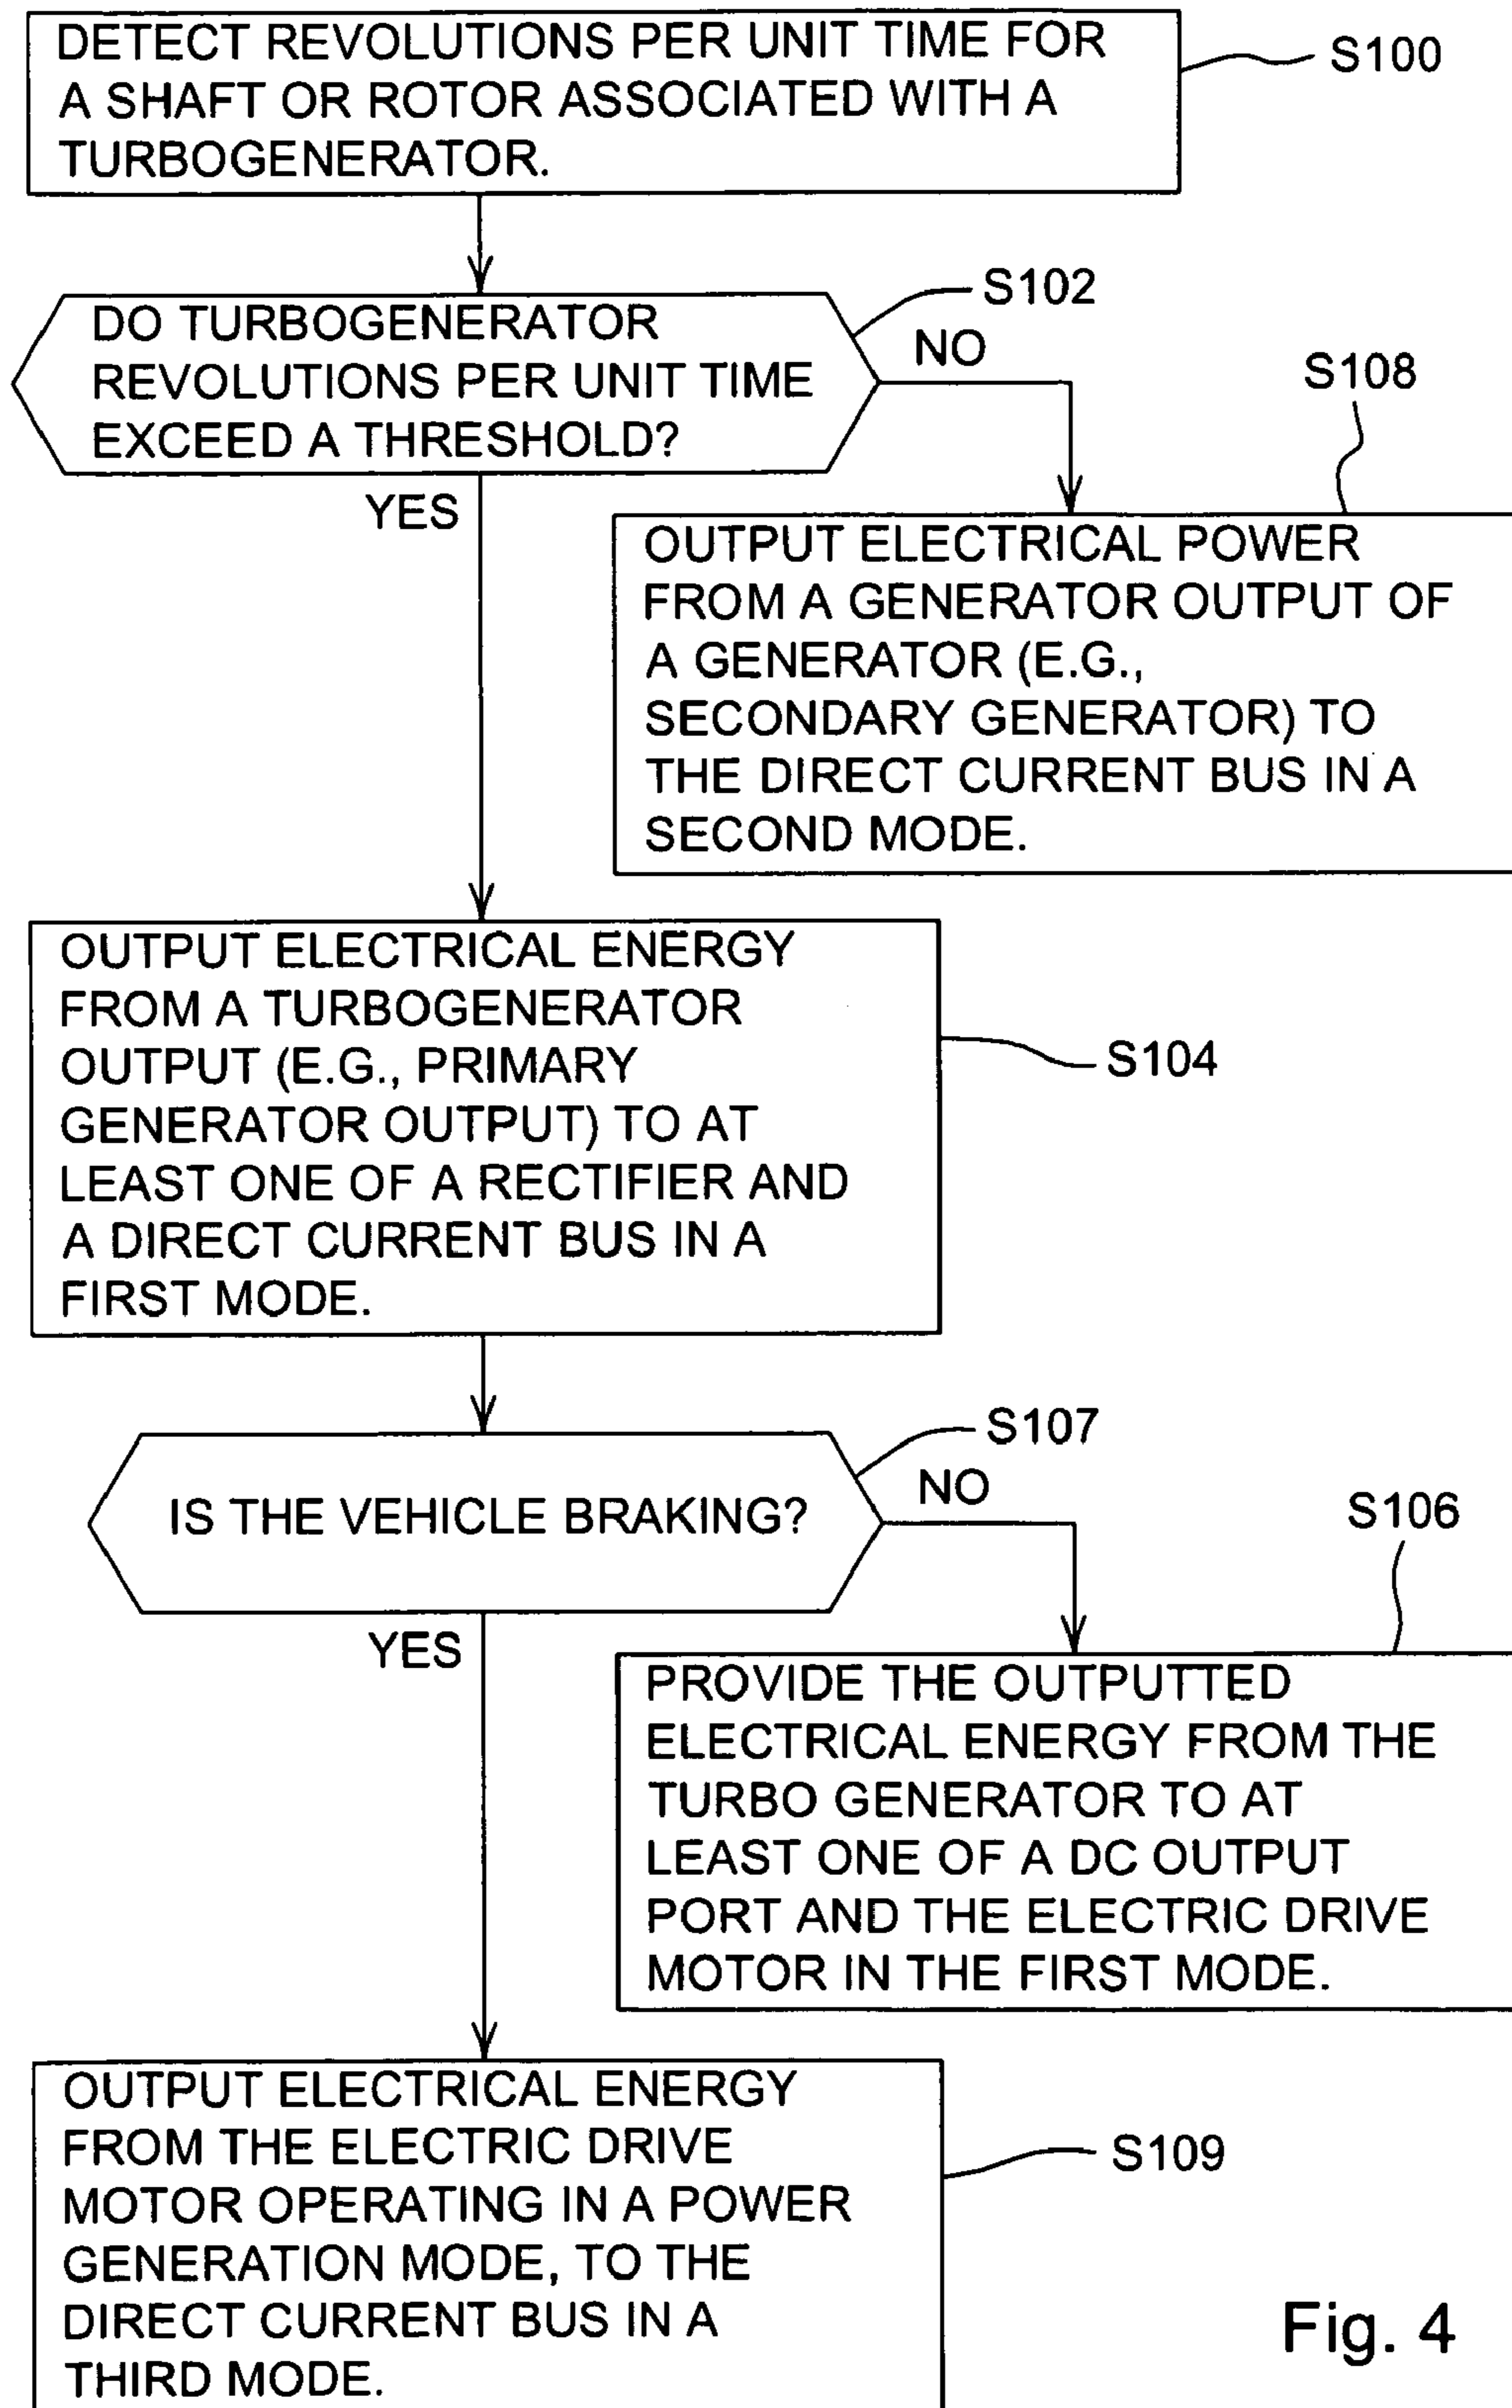 DETECT REVOLUTIONS PER UNIT TIME FOR
A SHAFT OR ROTOR ASSOCIATED WITH A
TURBOGENERATOR.
S100
DO TURBOGENERATOR
REVOLUTIONS PER UNIT TIME
EXCEED A THRESHOLD?
S102
NO
YES
S108
OUTPUT ELECTRICAL POWER
FROM A GENERATOR OUTPUT OF
A GENERATOR (E.G.,
SECONDARY GENERATOR) TO
THE DIRECT CURRENT BUS IN A
SECOND MODE.
OUTPUT ELECTRICAL ENERGY
FROM A TURBOGENERATOR
OUTPUT (E.G., PRIMARY
GENERATOR OUTPUT) TO AT
LEAST ONE OF A RECTIFIER AND
A DIRECT CURRENT BUS IN A
FIRST MODE.
S104
IS THE VEHICLE BRAKING?
S107
NO
YES
S106
PROVIDE THE OUTPUTTED
ELECTRICAL ENERGY FROM THE
TURBO GENERATOR TO AT
LEAST ONE OF A DC OUTPUT
PORT AND THE ELECTRIC DRIVE
MOTOR IN THE FIRST MODE.
OUTPUT ELECTRICAL ENERGY
FROM THE ELECTRIC DRIVE
MOTOR OPERATING IN A POWER
GENERATION MODE, TO THE
DIRECT CURRENT BUS IN A
THIRD MODE.
S109
Fig. 4